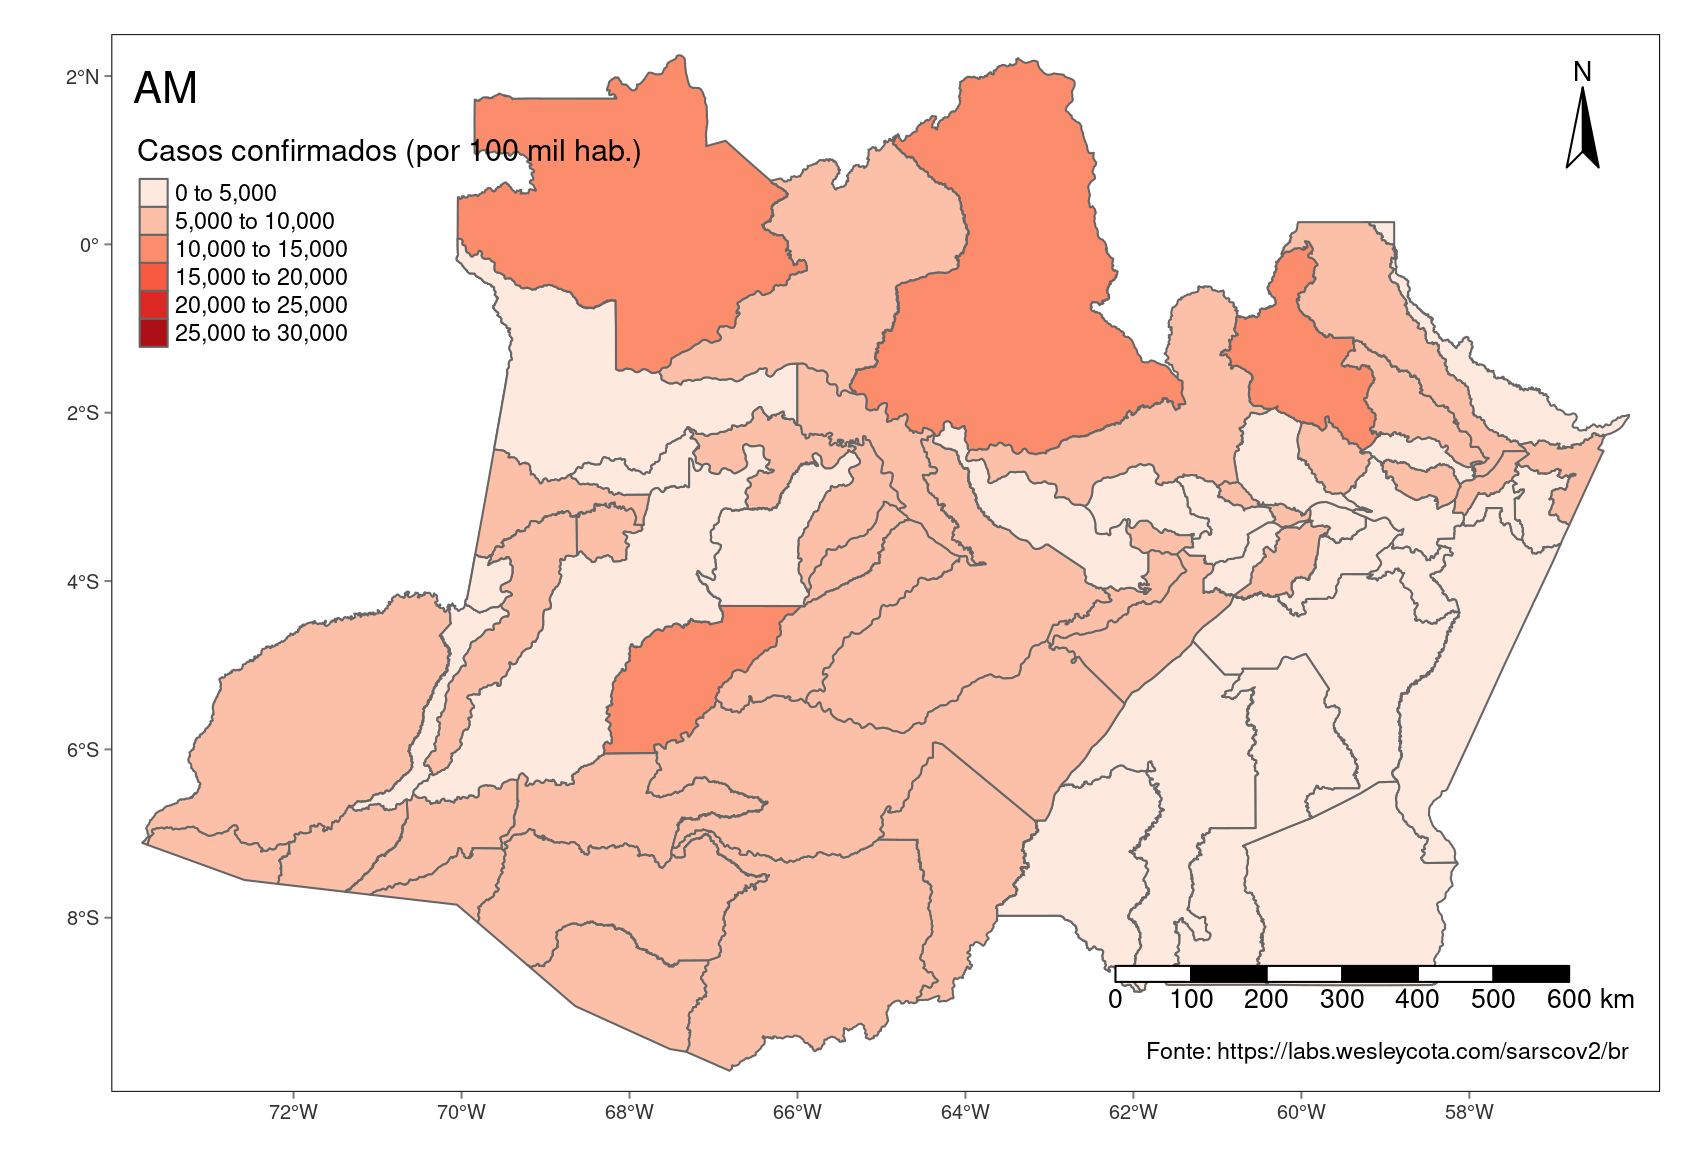 AM
N
Casos confirmados (por 100 mil hab.)
0 to 5,000
5,000 to 10,000
10,000 to 15,000
15,000 to 20,000
20,000 to 25,000
25,000 to 30,000
2°N
0°
2°S
4°S
6°S
8°S
0 100 200 300 400 500 600 km
Fonte: https://labs.wesleycota.com/sarscov2/br
72°W 70°W 68°W 66°W 64°W 62°W 60°W 58°W